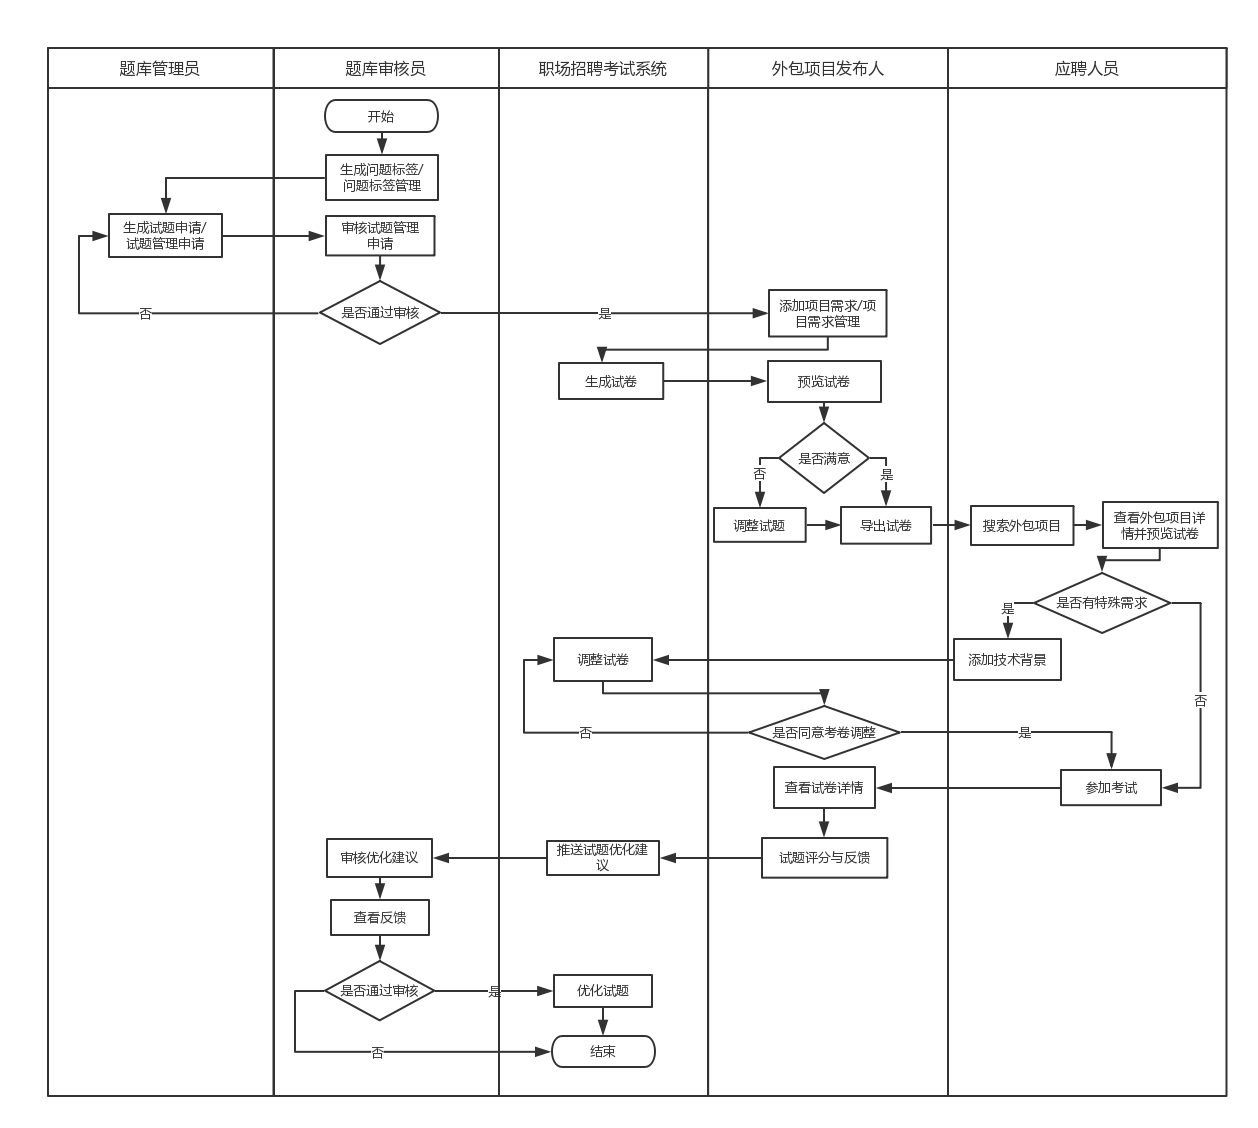 题库管理员
题库审核员
职场招聘考试系统
外包项目发布人
应聘人员
开始
生成问题标签/
问题标签管理
生成试题申请/
试题管理申请
审核试题管理
申请
是否通过审核
否
是
添加项目需求/项
目需求管理
生成试卷
预览试卷
是否满意
否
是
调整试题
导出试卷
搜索外包项目
查看外包项目详
情并预览试卷
是否有特殊需求
是
否
添加技术背景
调整试卷
是否同意考卷调整
否
是
参加考试
查看试卷详情
试题评分与反馈
推送试题优化建
议
审核优化建议
查看反馈
是否通过审核
是
否
优化试题
结束